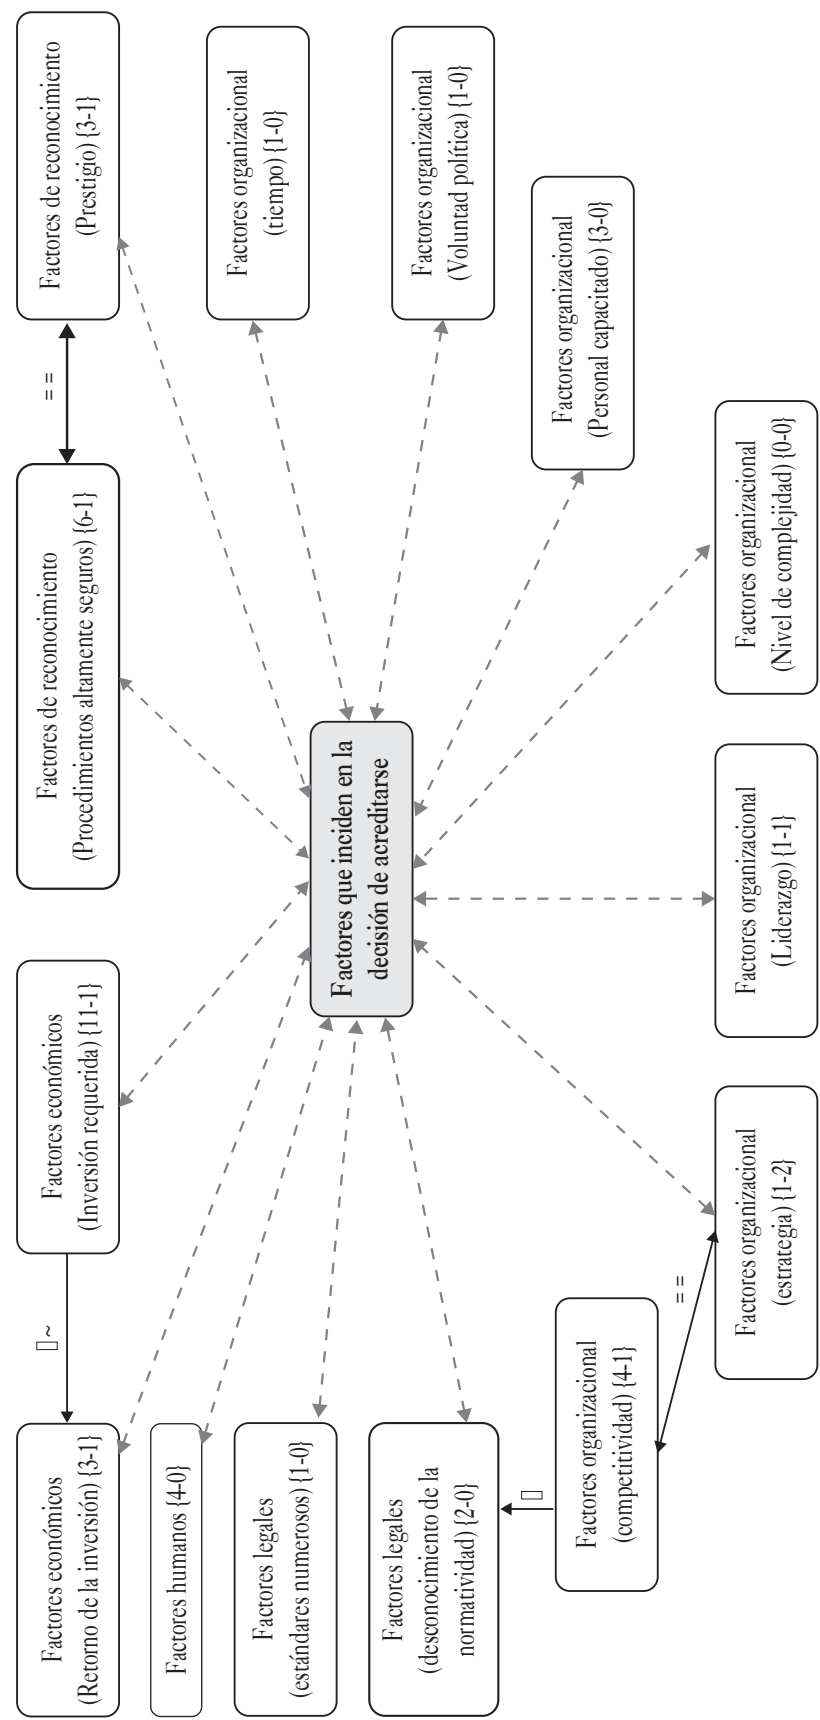 Factores económicos
(Retorno de la inversión) {3-1}
▯~
Factores económicos
(Inversión requerida) {11-1}
Factores de reconocimiento
(Procedimientos altamente seguros) {6-1}
= =
Factores de reconocimiento
(Prestigio) {3-1}
Factores humanos {4-0}
Factores organizacional
(tiempo) {1-0}
Factores legales
(estándares numerosos) {1-0}
Factores que inciden en la
decisión de acreditarse
Factores organizacional
(Voluntad política) {1-0}
Factores legales
(desconocimiento de la
normatividad) {2-0}
▯
Factores organizacional
(Personal capacitado) {3-0}
Factores organizacional
(competitividad) {4-1}
= =
Factores organizacional
(estrategia) {1-2}
Factores organizacional
(Liderazgo) {1-1}
Factores organizacional
(Nivel de complejidad) {0-0}